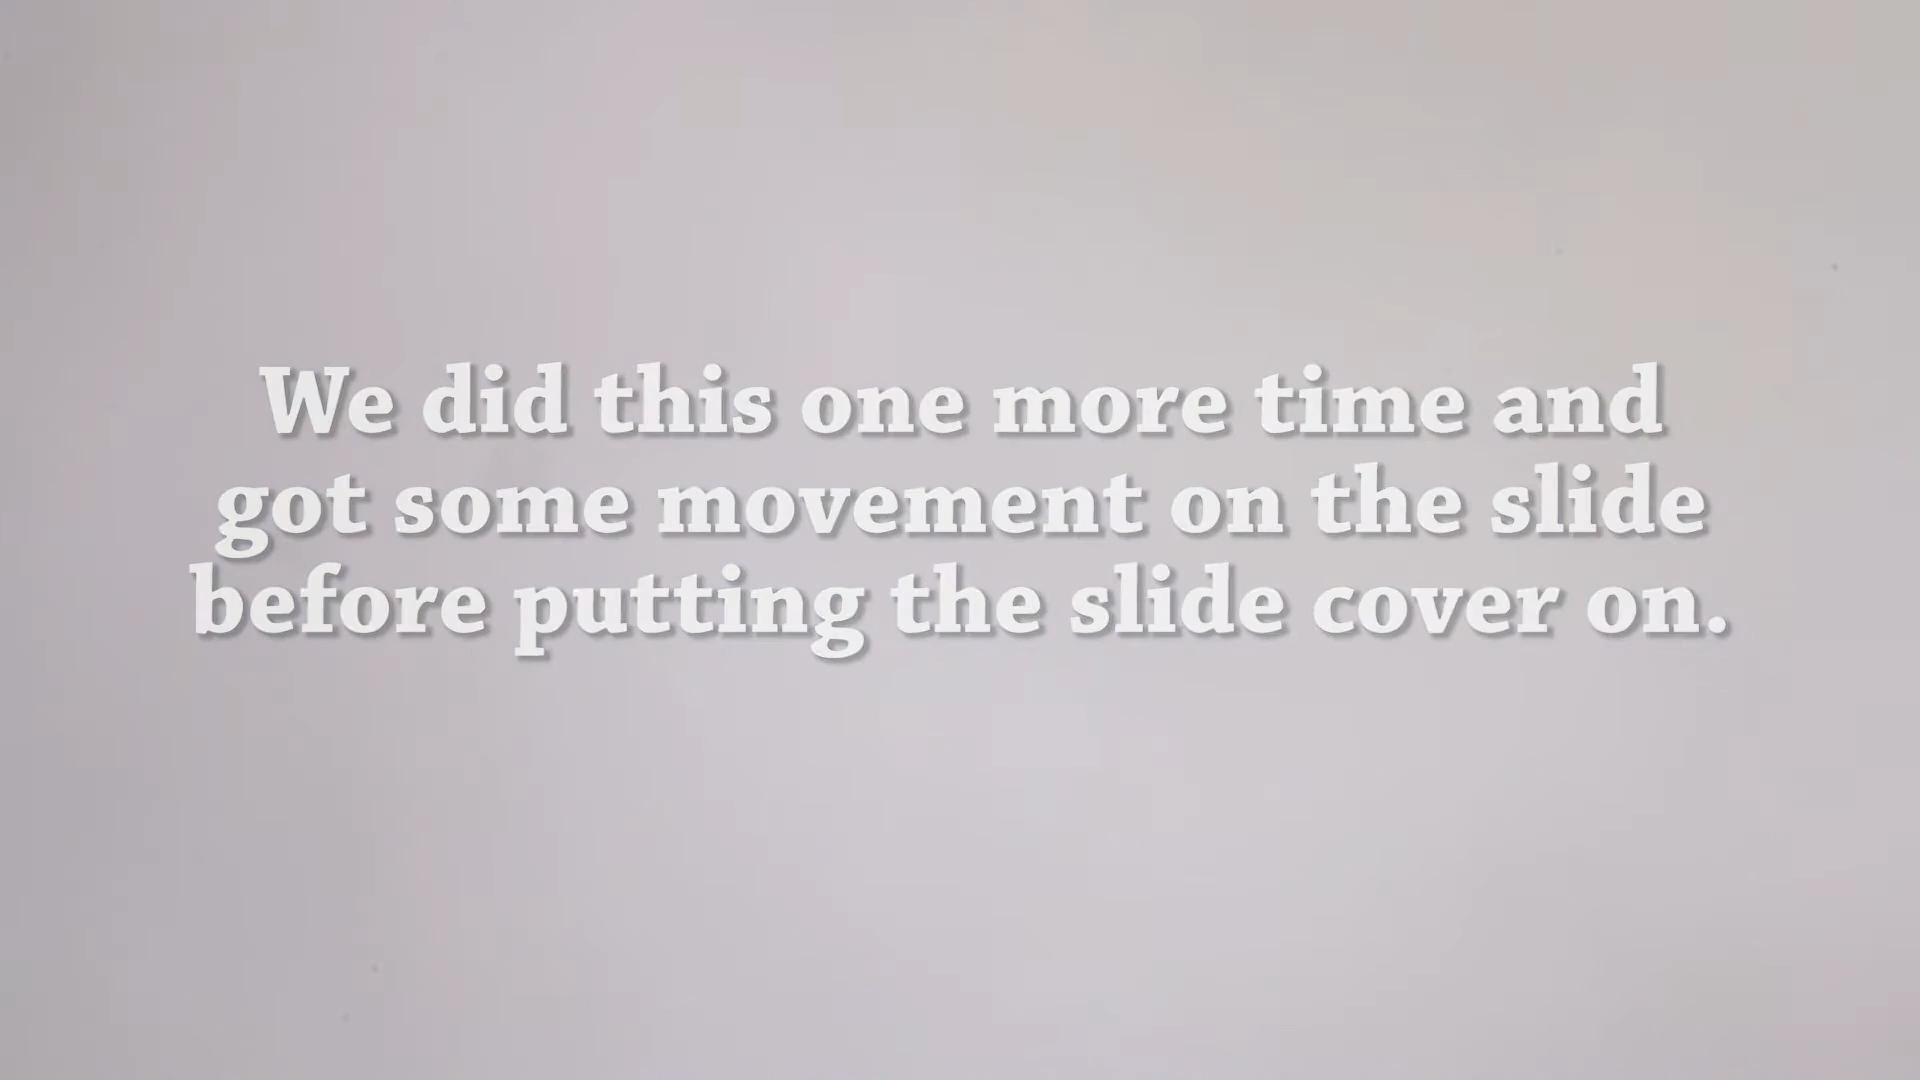 We did this one more time and
got some movement on the slide
before putting the slide cover on.